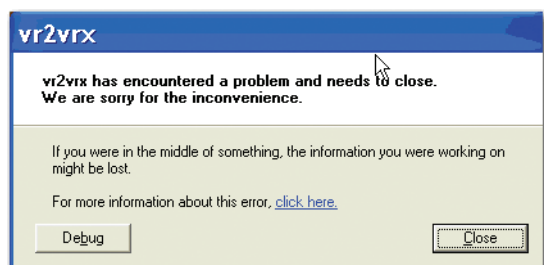 vr2vrx
vr2vrx has encountered a problem and needs to close.
We are sorry for the inconvenience.
If you were in the middle of something, the information you were working on
might be lost.
For more information about this error, click here.
Debug
Close